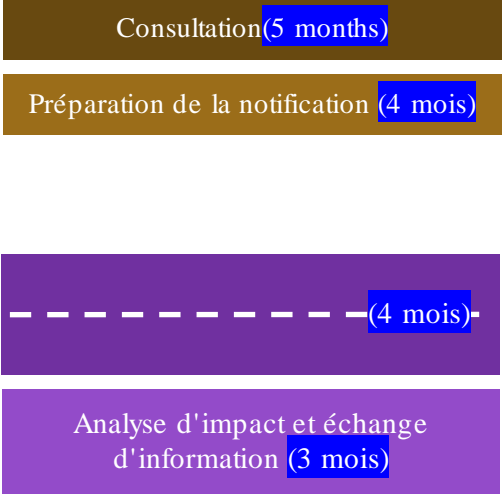 Consultation(5 months)
Préparation de la notification (4 mois)
(4 mois)
Analyse d'impact et échange
d'information (3 mois)